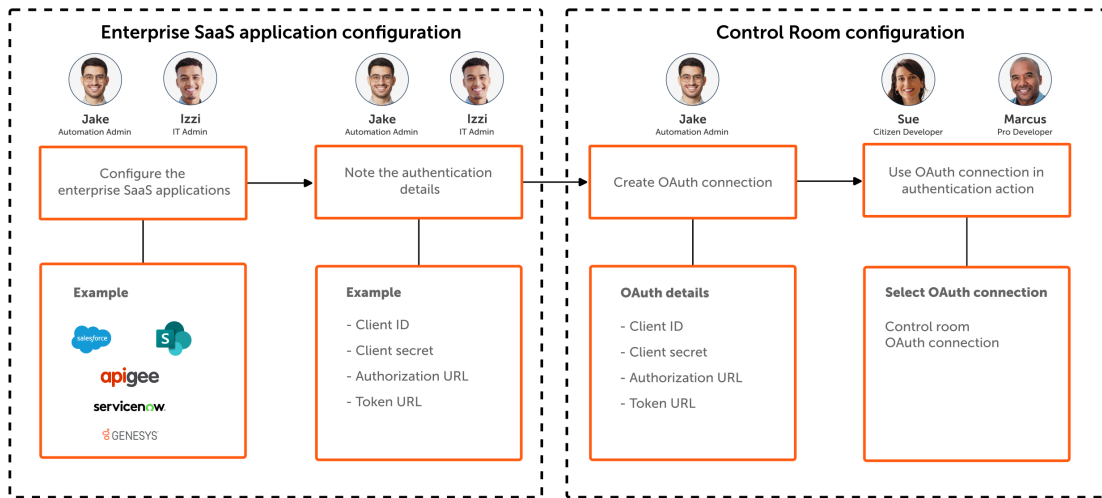 Enterprise SaaS application configuration
Jake
Automation Admin
Izzi
IT Admin
Jake
Automation Admin
Izzi
IT Admin
Configure the
enterprise SaaS applications
Note the authentication
details
Example
salesforce
S
apigee
servicenow
GENESYS
Example
- Client ID
- Client secret
- Authorization URL
- Token URL
Control Room configuration
Jake
Automation Admin
Sue
Citizen Developer
Marcus
Pro Developer
Create OAuth connection
Use OAuth connection in
authentication action
OAuth details
- Client ID
- Client secret
- Authorization URL
- Token URL
Select OAuth connection
Control room
OAuth connection